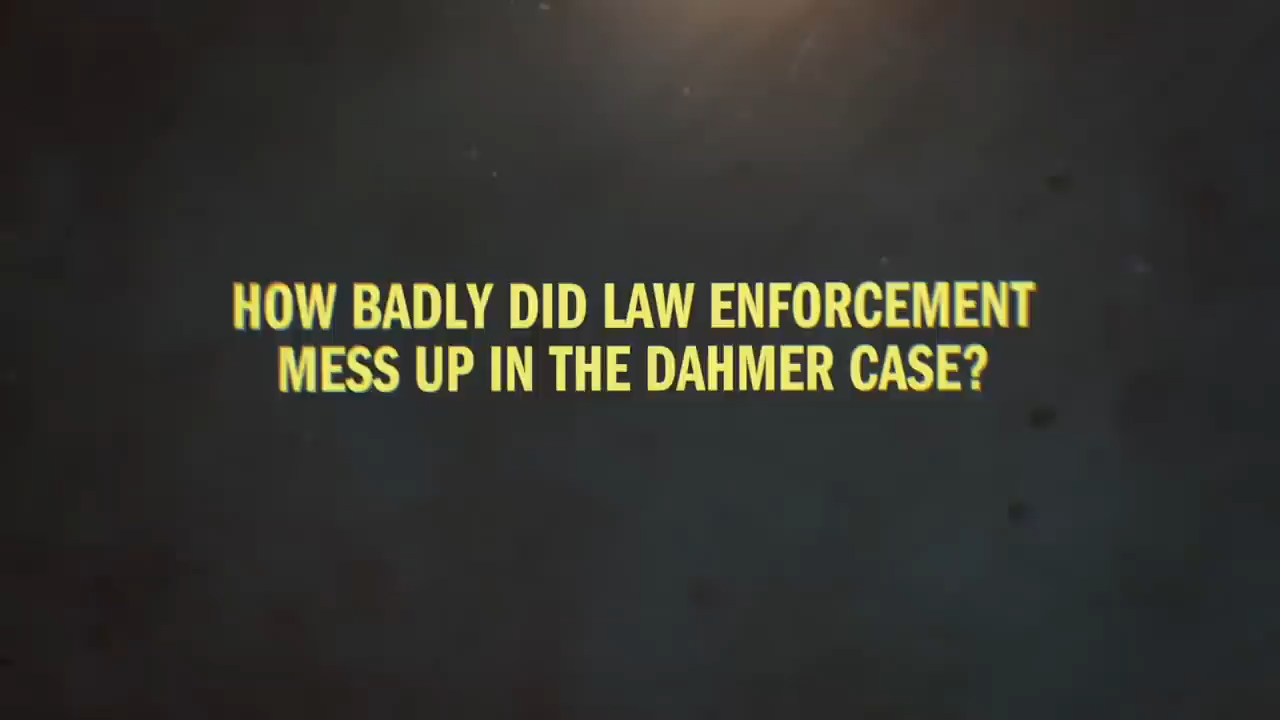 HOW BADLY DID LAW ENFORCEMENT
MESS UP IN THE DAHMER CASE?